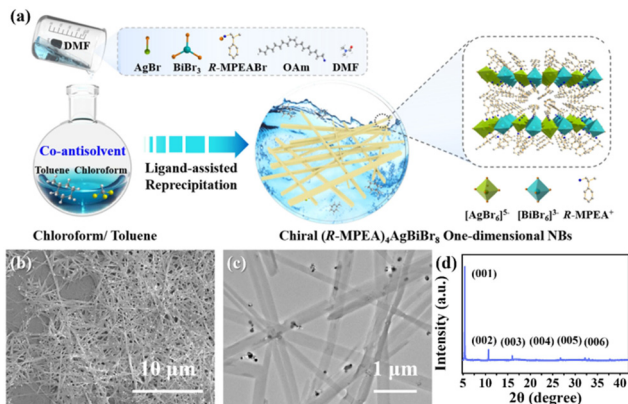 (a)
DMF
AgBr BiBr₃ R-MPEABr OAm DMF
Co-antisolvent
Toluene Chloroform
Ligand-assisted
Reprecipitation
[AgBr₆]⁵⁻ [BiBr₆]³⁻ R-MPEA⁺
Chloroform/ Toluene
Chiral (R-MPEA)₄AgBiBr₈ One-dimensional NBs
(b)
10 μm
(c)
1 μm
(d)
Intensity (a.u.)
(001)
(002) (003) (004) (005) (006)
5 10 15 20 25 30 35 40
2θ (degree)